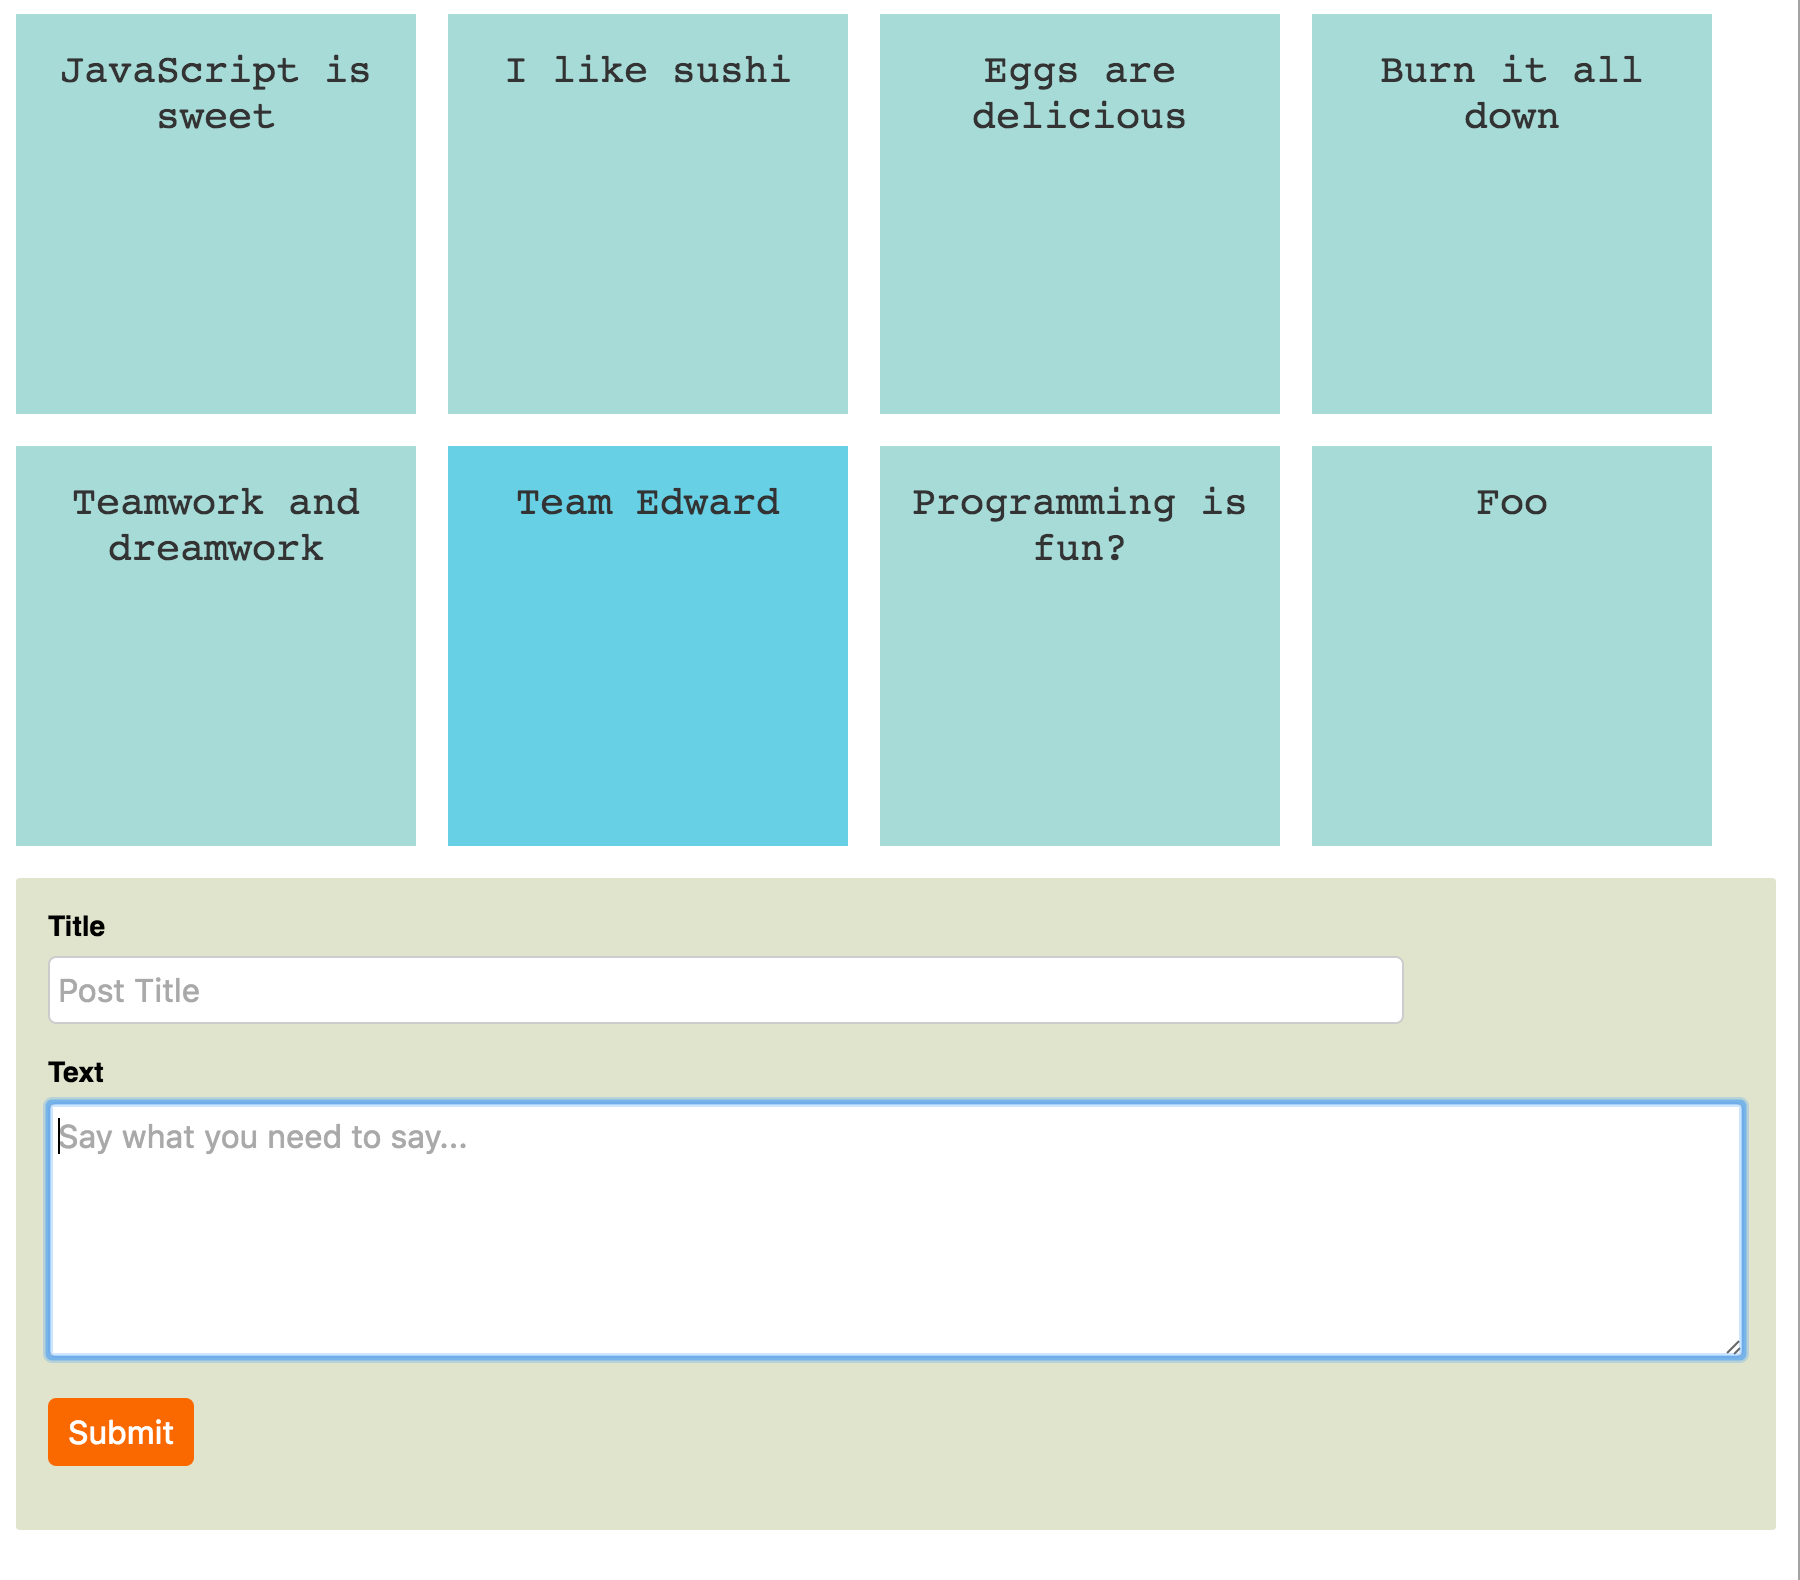 JavaScript is
sweet
I like sushi
Eggs are
delicious
Burn it all
down
Teamwork and
dreamwork
Team Edward
Programming is
fun?
Foo
Title
Post Title
Text
Say what you need to say...
Submit